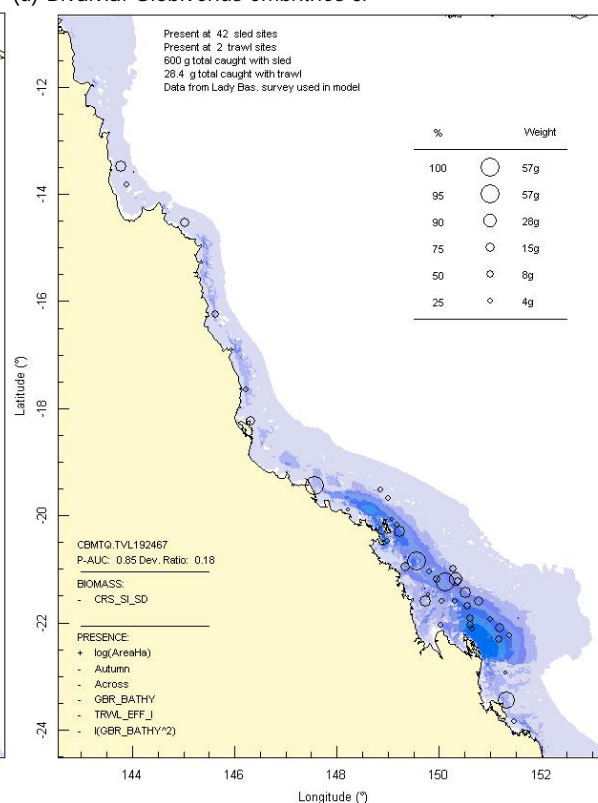 (a) Bivalvia: Globivenus embrithes cf
Present at 42 sled sites
Present at 2 trawl sites
600 g total caught with sled
28.4 g total caught with trawl
Data from Lady Bas. survey used in model
% Weight
100 57g
95 57g
90 28g
75 15g
50 8g
25 4g
-12
-14
-16
-18
-20
-22
-24
Latitude (°)
CBMTQ.TVL192467
P-AUC: 0.85 Dev. Ratio: 0.18
BIOMASS:
- CRS_SI_SD
PRESENCE:
+ log(AreaHa)
- Autumn
- Across
- GBR_BATHY
- TRWL_EFF_I
- I(GBR_BATHY^2)
144 146 148 150 152
Longitude (°)